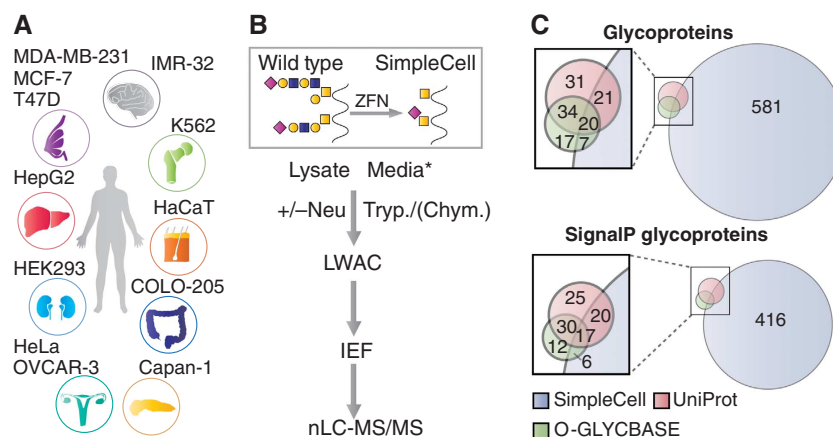 A
MDA-MB-231
MCF-7
T47D
IMR-32
K562
HepG2
HaCaT
HEK293
COLO-205
HeLa
OVCAR-3
Capan-1
B
Wild type SimpleCell
ZFN
Lysate Media*
+/–Neu Tryp./(Chym.)
LWAC
IEF
nLC-MS/MS
C
Glycoproteins
31
21
34
20
17
7
581
SignalP glycoproteins
25
20
30
17
12
6
416
SimpleCell UniProt
O-GLYCBASE